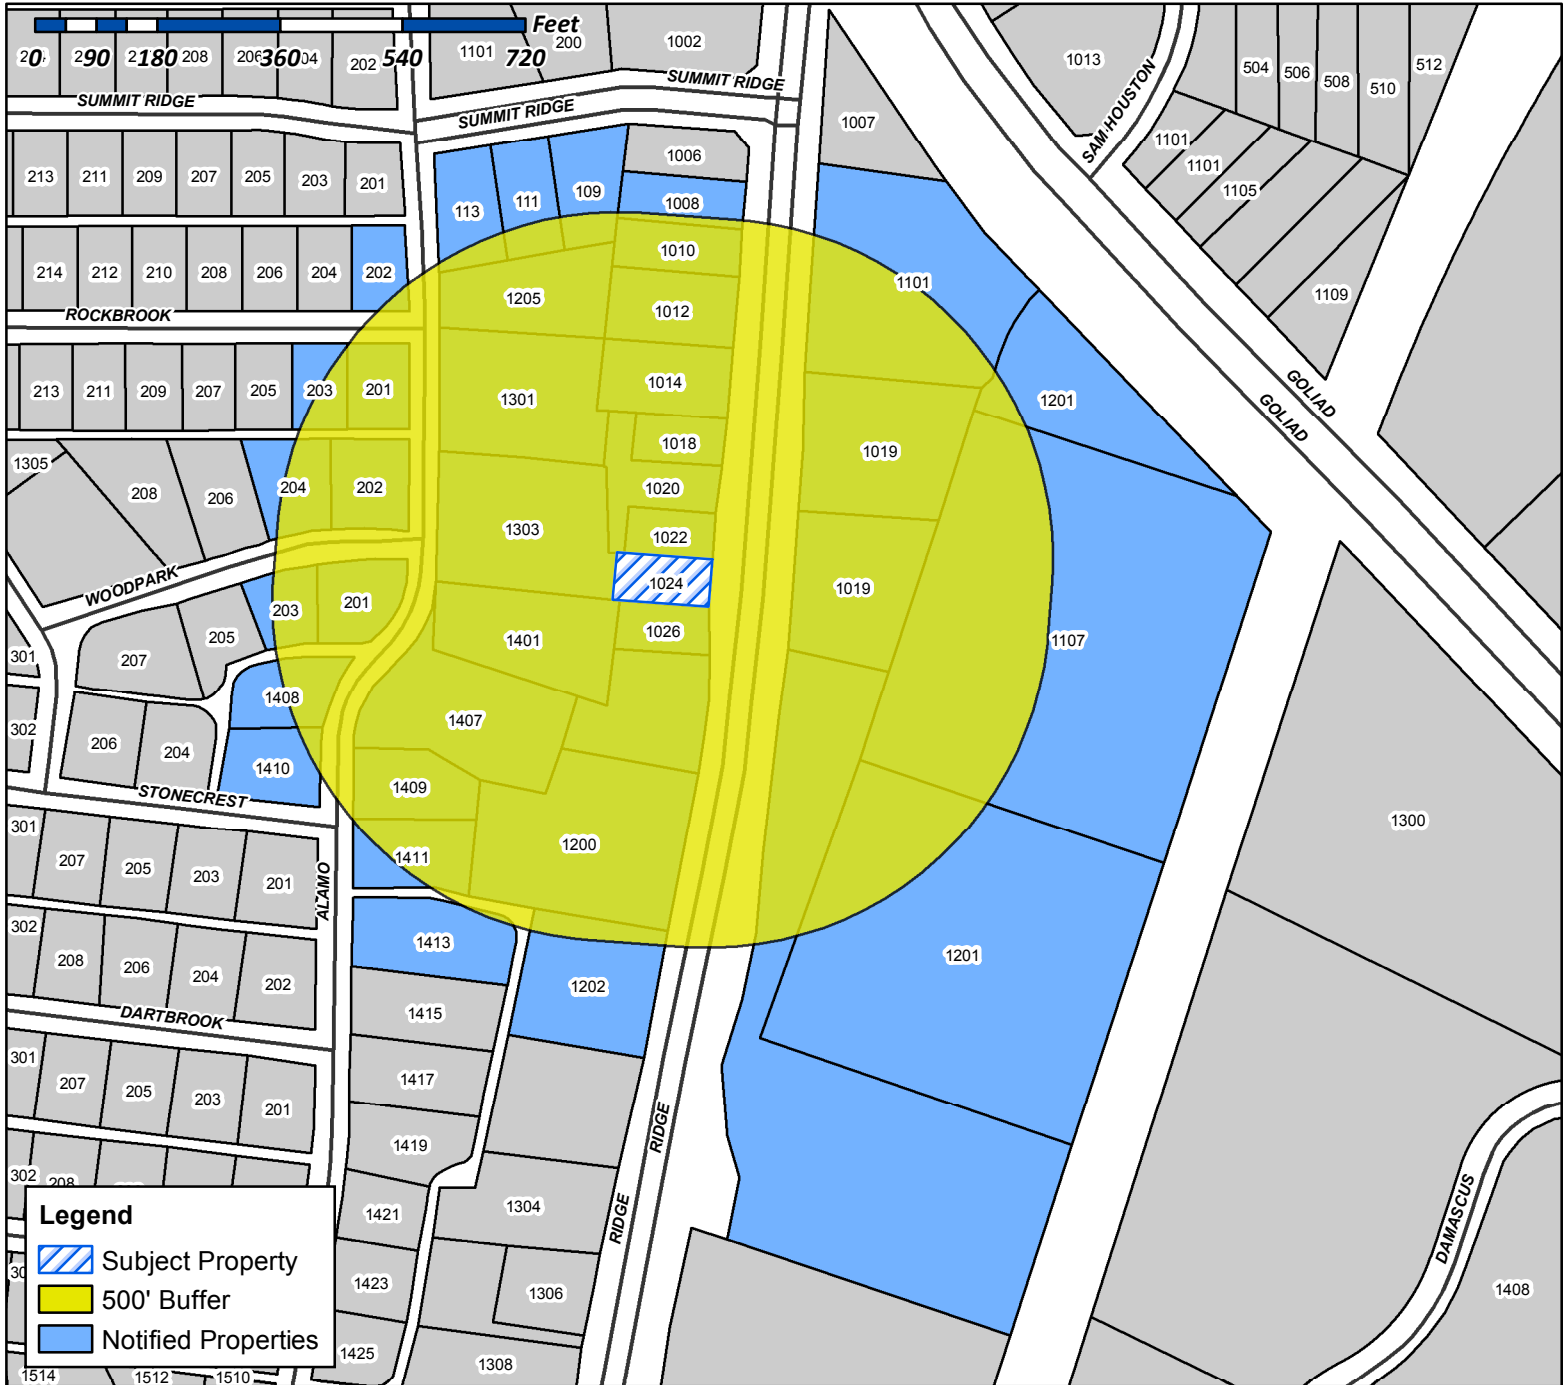 Feet
0 90 180 360 540 720
208 206 04 202 1101 200 1002 1013 504 506 508 510 512
SUMMIT RIDGE
SUMMIT RIDGE
SUMMIT RIDGE
SAM HOUSTON
1007
1101
1101
1105
1109
213 211 209 207 205 203 201 113 111 109 1006
1008
214 212 210 208 206 204 202 1205 1010
1012
1101
ROCKBROOK
213 211 209 207 205 203 201 1301 1014
1201
GOLIAD
GOLIAD
1018
1019
1305 208 206 204 202 1303 1020
1022
1024
1019
WOODPARK
207 205 203 201 1401 1026
1107
301
302 206 204 1408 1407
1410
1409
STONECREST
301 207 205 203 201 1411 1200
1300
ALAMO
302 208 206 204 202 1413 1202
1201
DARTBROOK
1415
301 207 205 203 201 1417
1419
RIDGE
RIDGE
302 208 1421 1304
DAMASCUS
1423 1306
1408
1425 1308
1514 1512 1510
Legend
Subject Property
500' Buffer
Notified Properties